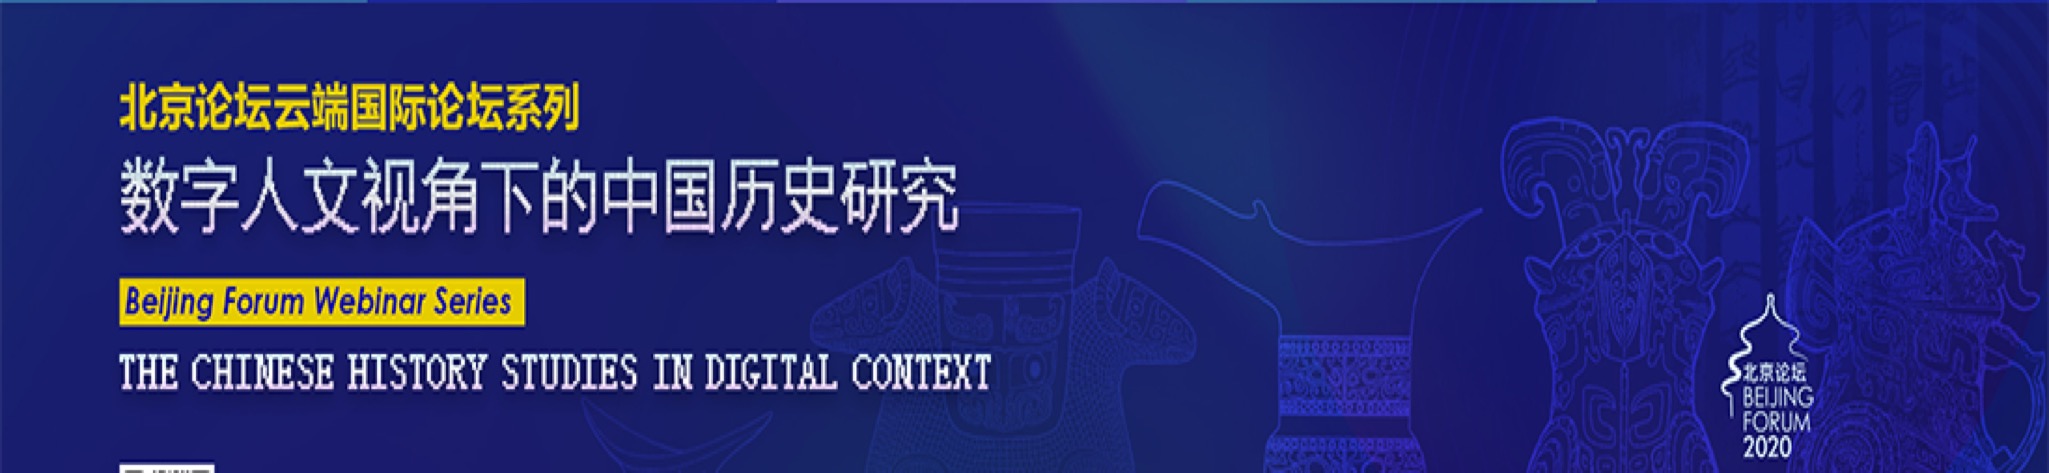 北京论坛云端国际论坛系列
数字人文视角下的中国历史研究
Beijing Forum Webinar Series
THE CHINESE HISTORY STUDIES IN DIGITAL CONTEXT
北京论坛
BEIJING
FORUM
2020